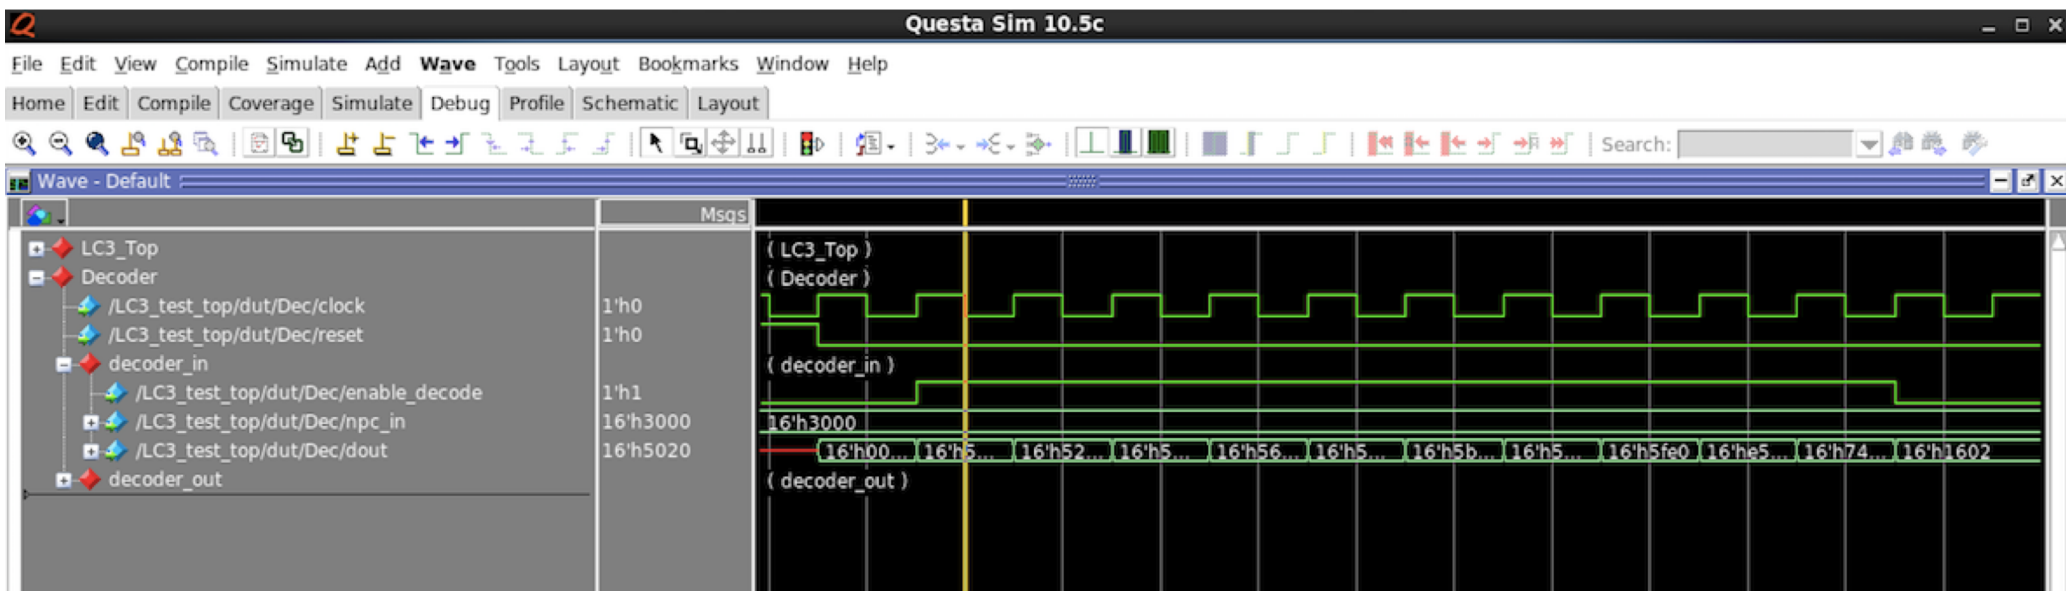 Questa Sim 10.5c
File Edit View Compile Simulate Add Wave Tools Layout Bookmarks Window Help
Home Edit Compile Coverage Simulate Debug Profile Schematic Layout
Search:
Wave - Default
Msgs
LC3_Top ( LC3_Top )
Decoder ( Decoder )
/LC3_test_top/dut/Dec/clock 1'h0
/LC3_test_top/dut/Dec/reset 1'h0
decoder_in ( decoder_in )
/LC3_test_top/dut/Dec/enable_decode 1'h1
/LC3_test_top/dut/Dec/npc_in 16'h3000 16'h3000
/LC3_test_top/dut/Dec/dout 16'h5020 16'h00... 16'h5... 16'h52... 16'h5... 16'h56... 16'h5... 16'h5b... 16'h5... 16'h5fe0 16'he5... 16'h74... 16'h1602
decoder_out ( decoder_out )